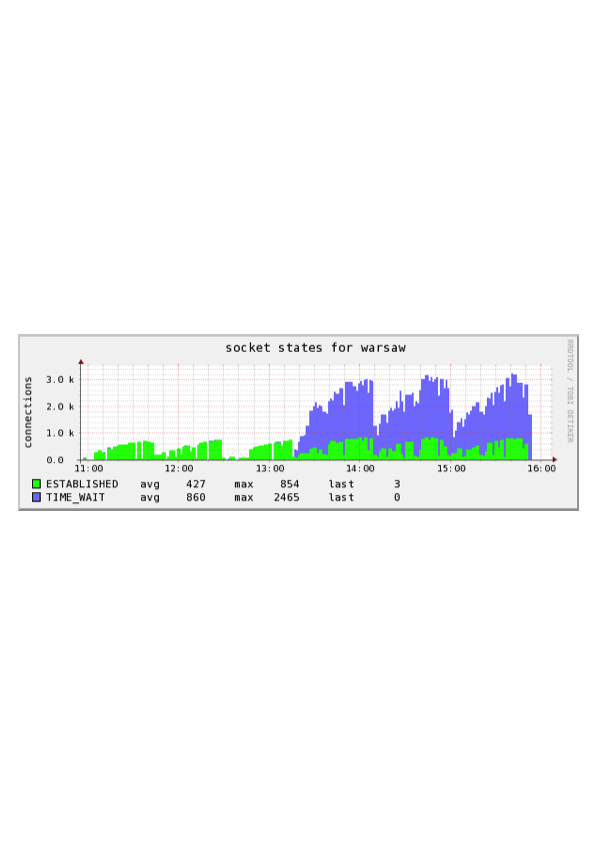 socket states for warsaw
RRDTOOL / TOBI OETIKER
connections
3.0 k
2.0 k
1.0 k
0.0
11:00 12:00 13:00 14:00 15:00 16:00
ESTABLISHED avg 427 max 854 last 3
TIME_WAIT avg 860 max 2465 last 0